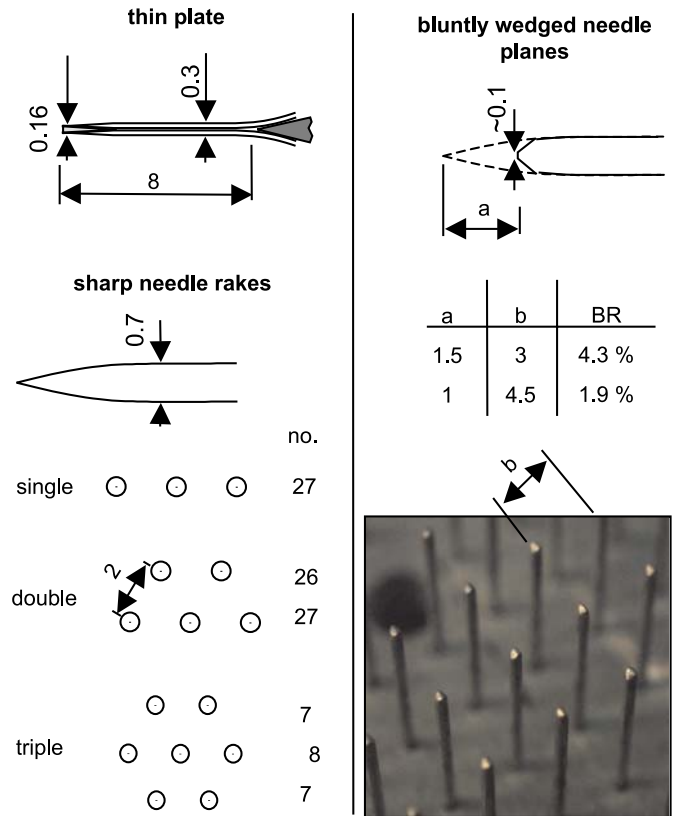 thin plate
0.3
0.16
8
sharp needle rakes
0.7
no.
single 27
2
double
26
27
7
triple 8
7
bluntly wedged needle
planes
~0.1
a
a b BR
1.5 3 4.3 %
1 4.5 1.9 %
b